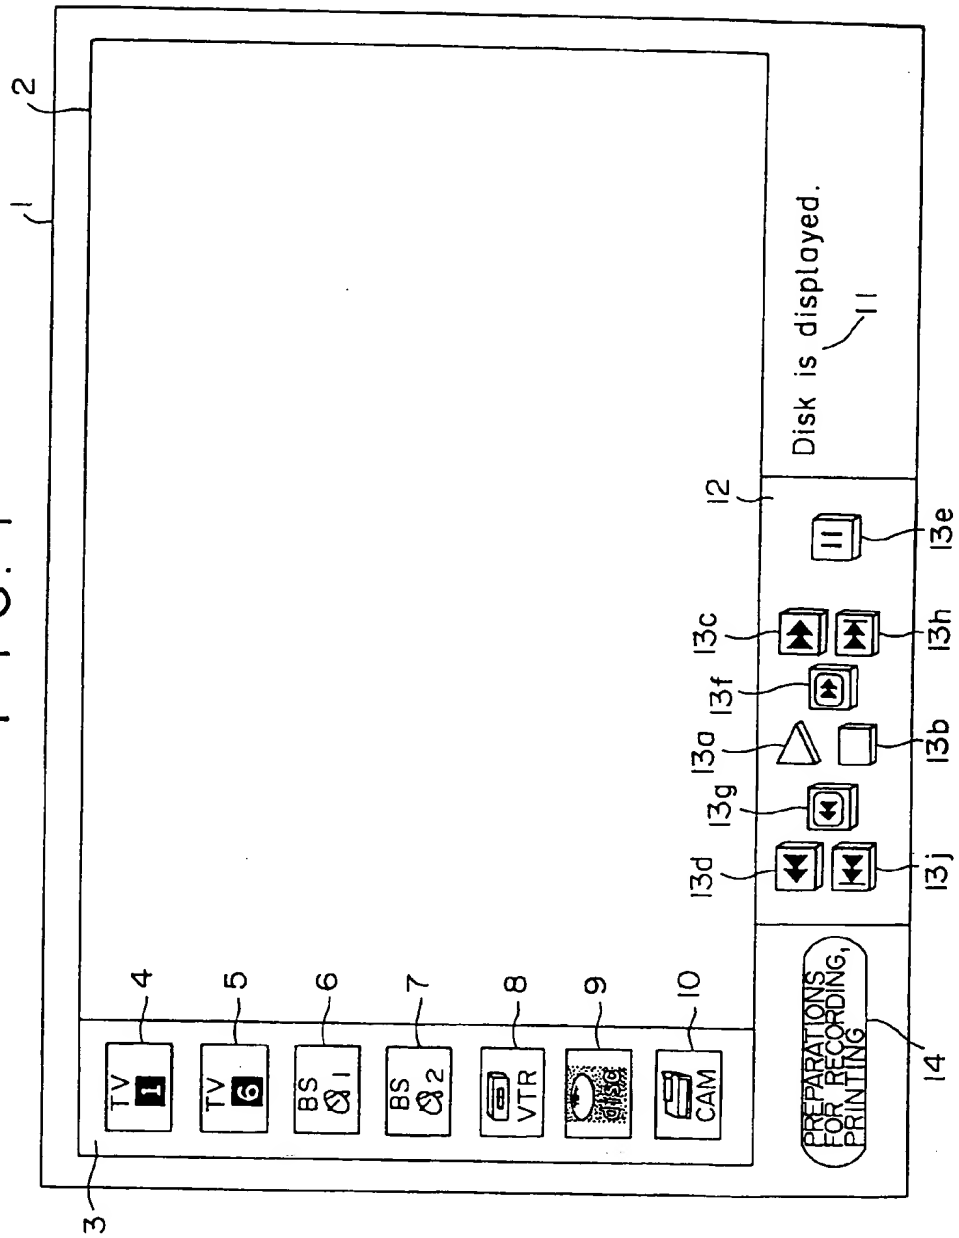 1
2
3
TV
1
4
TV
6
5
BS
1
6
BS
2
7
VTR
8
disc
9
CAM
10
Disk is displayed.
11
12
13d
13g
13a
13f
13c
13j
13b
13h
13e
PREPARATIONS
FOR RECORDING,
PRINTING
14